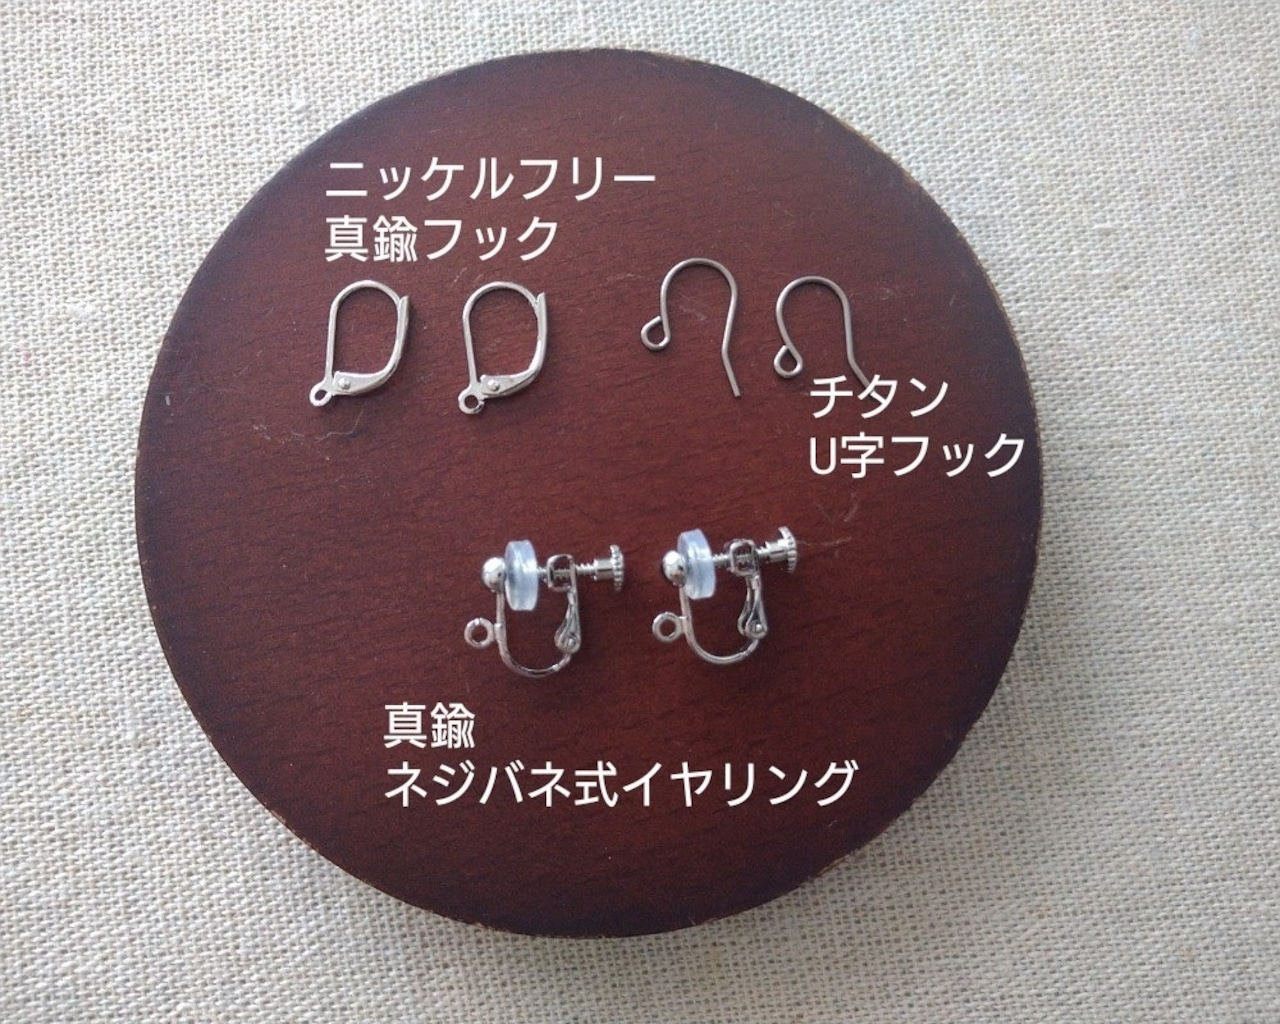 ニッケルフリー
真鍮フック
チタン
U字フック
真鍮
ネジバネ式イヤリング